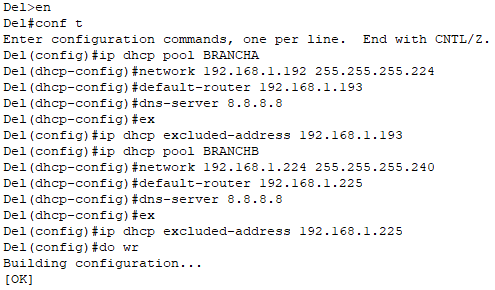 Del>en
Del#conf t
Enter configuration commands, one per line.  End with CNTL/Z.
Del(config)#ip dhcp pool BRANCHA
Del(dhcp-config)#network 192.168.1.192 255.255.255.224
Del(dhcp-config)#default-router 192.168.1.193
Del(dhcp-config)#dns-server 8.8.8.8
Del(dhcp-config)#ex
Del(config)#ip dhcp excluded-address 192.168.1.193
Del(config)#ip dhcp pool BRANCHB
Del(dhcp-config)#network 192.168.1.224 255.255.255.240
Del(dhcp-config)#default-router 192.168.1.225
Del(dhcp-config)#dns-server 8.8.8.8
Del(dhcp-config)#ex
Del(config)#ip dhcp excluded-address 192.168.1.225
Del(config)#do wr
Building configuration...
[OK]